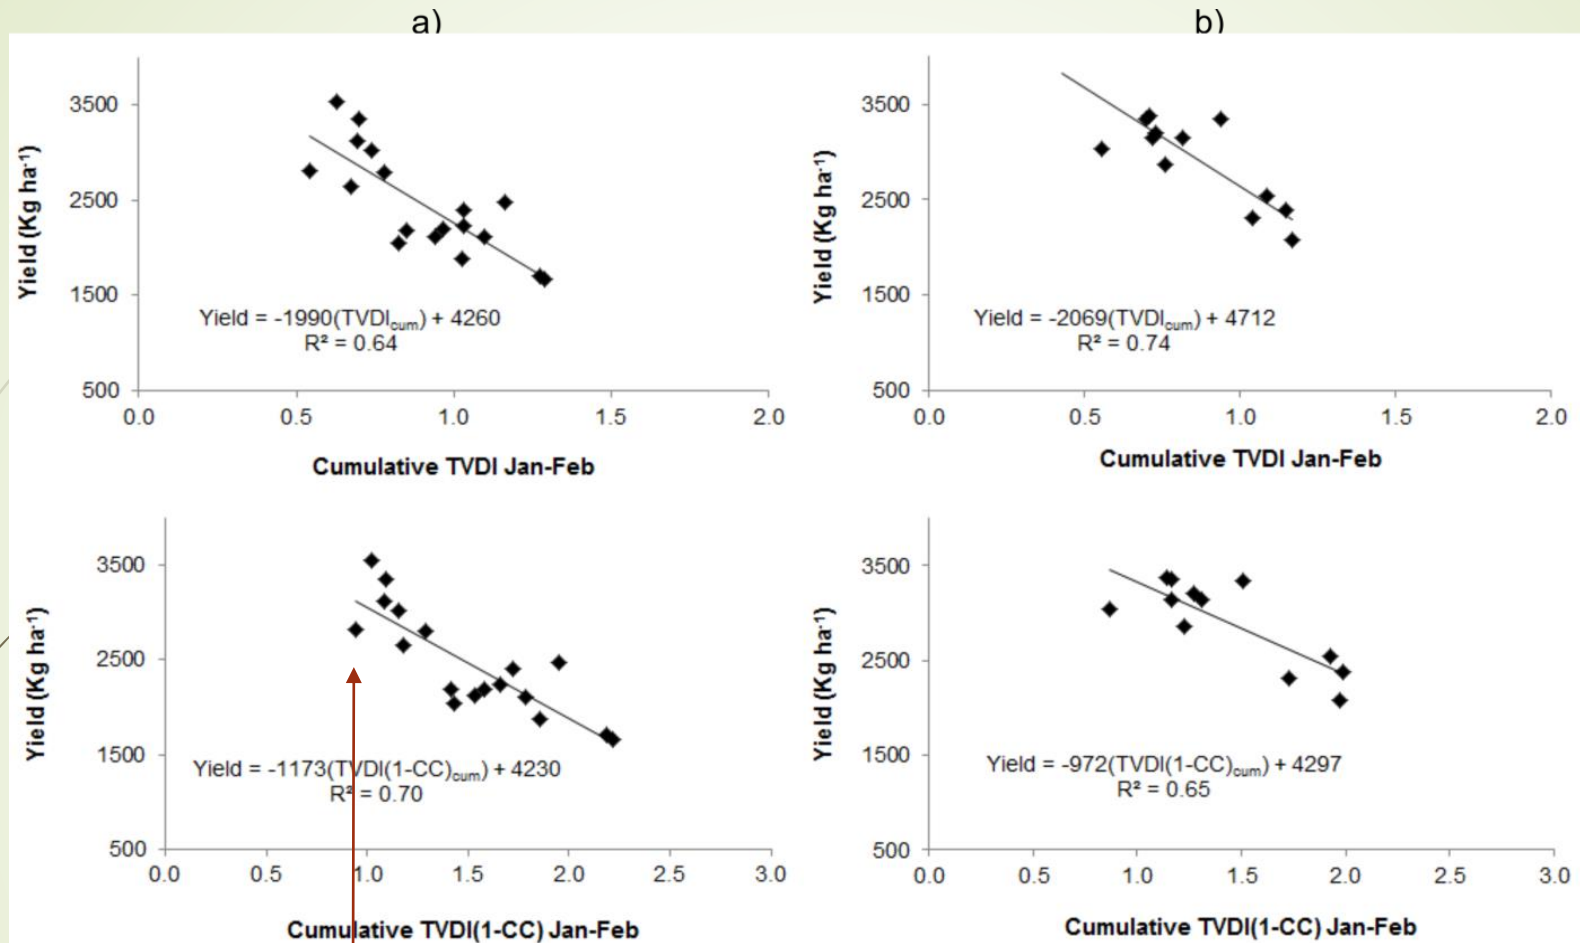 a)
b)
3500
2500
1500
500
Yield (Kg ha⁻¹)
Yield = -1990(TVDIcum) + 4260
R² = 0.64
0.0 0.5 1.0 1.5 2.0
Cumulative TVDI Jan-Feb
3500
2500
1500
500
Yield (Kg ha⁻¹)
Yield = -2069(TVDIcum) + 4712
R² = 0.74
0.0 0.5 1.0 1.5 2.0
Cumulative TVDI Jan-Feb
3500
2500
1500
500
Yield (Kg ha⁻¹)
Yield = -1173(TVDI(1-CC)cum) + 4230
R² = 0.70
0.0 0.5 1.0 1.5 2.0 2.5 3.0
Cumulative TVDI(1-CC) Jan-Feb
3500
2500
1500
500
Yield (Kg ha⁻¹)
Yield = -972(TVDI(1-CC)cum) + 4297
R² = 0.65
0.0 0.5 1.0 1.5 2.0 2.5 3.0
Cumulative TVDI(1-CC) Jan-Feb